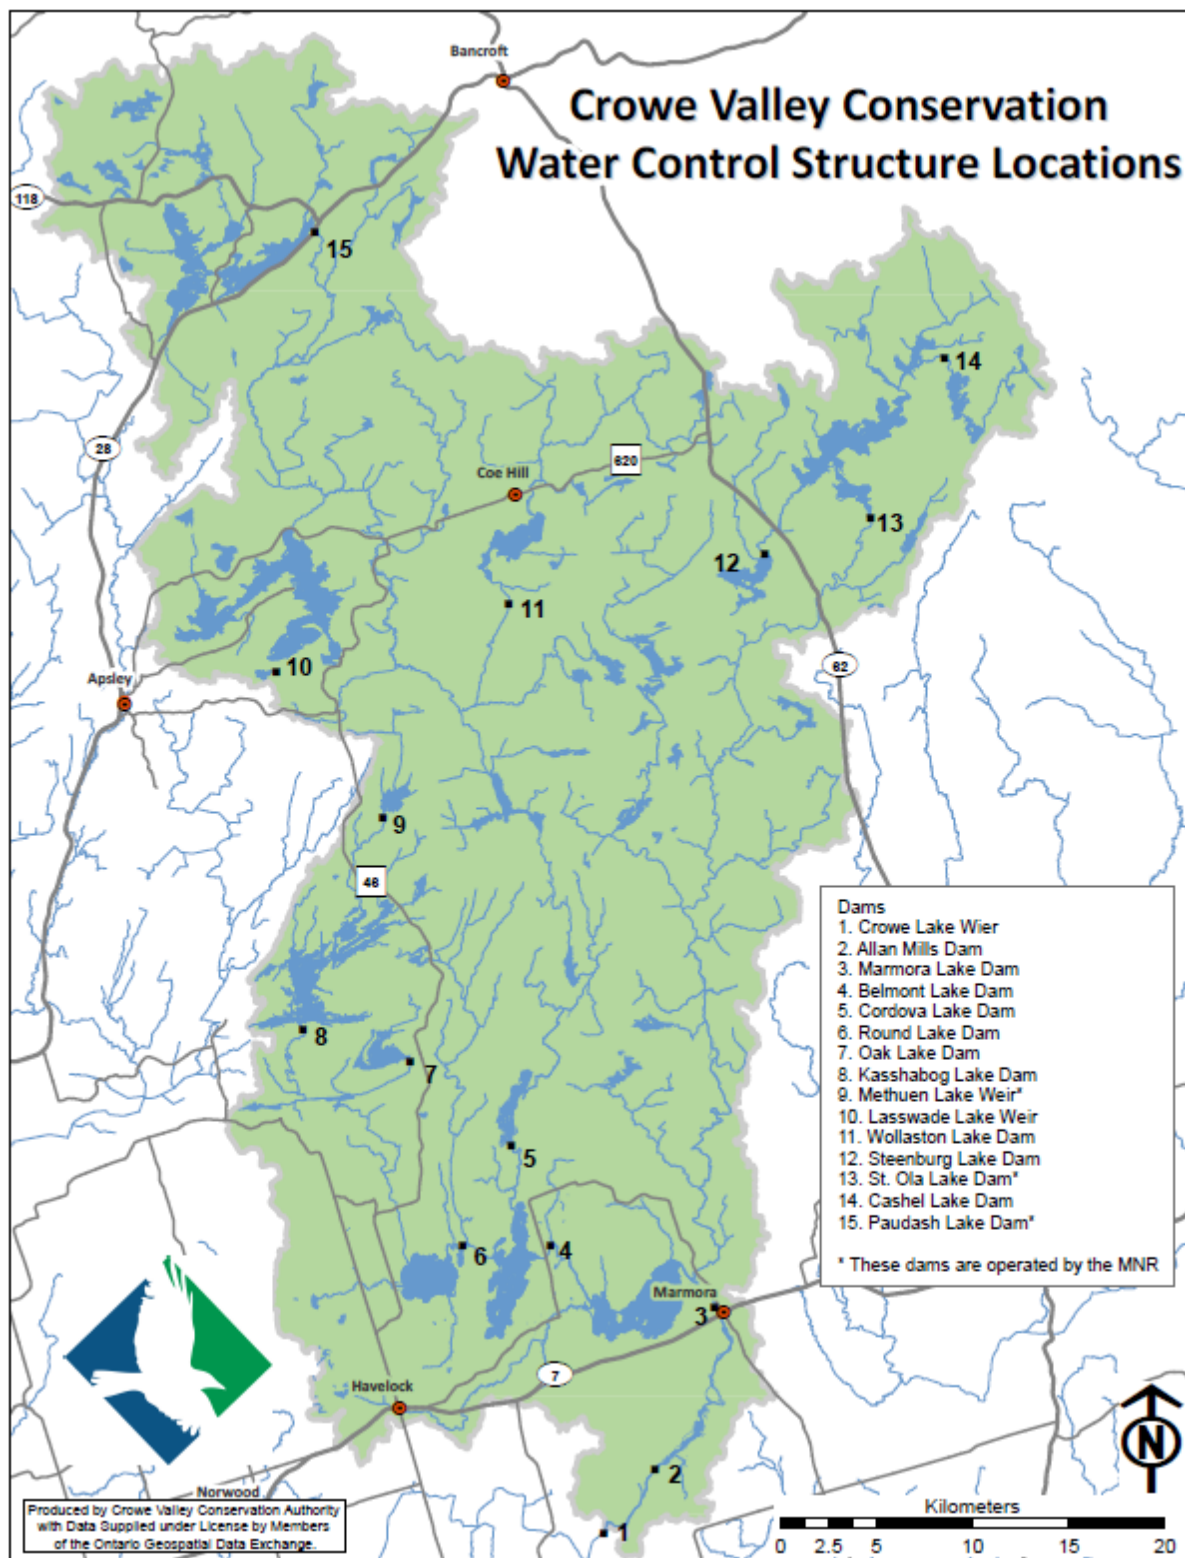 Bancroft
Crowe Valley Conservation
Water Control Structure Locations
118
15
14
28
Coe Hill
620
13
12
11
62
10
Apsley
9
46
Dams
1. Crowe Lake Wier
2. Allan Mills Dam
3. Marmora Lake Dam
4. Belmont Lake Dam
5. Cordova Lake Dam
6. Round Lake Dam
7. Oak Lake Dam
8. Kasshabog Lake Dam
9. Methuen Lake Weir*
10. Lasswade Lake Weir
11. Wollaston Lake Dam
12. Steenburg Lake Dam
13. St. Ola Lake Dam*
14. Cashel Lake Dam
15. Paudash Lake Dam*
* These dams are operated by the MNR
8
7
5
6
4
Marmora
3
7
Havelock
N
2
Norwood
Produced by Crowe Valley Conservation Authority
with Data Supplied under License by Members
of the Ontario Geospatial Data Exchange.
1
Kilometers
0 2.5 5 10 15 20